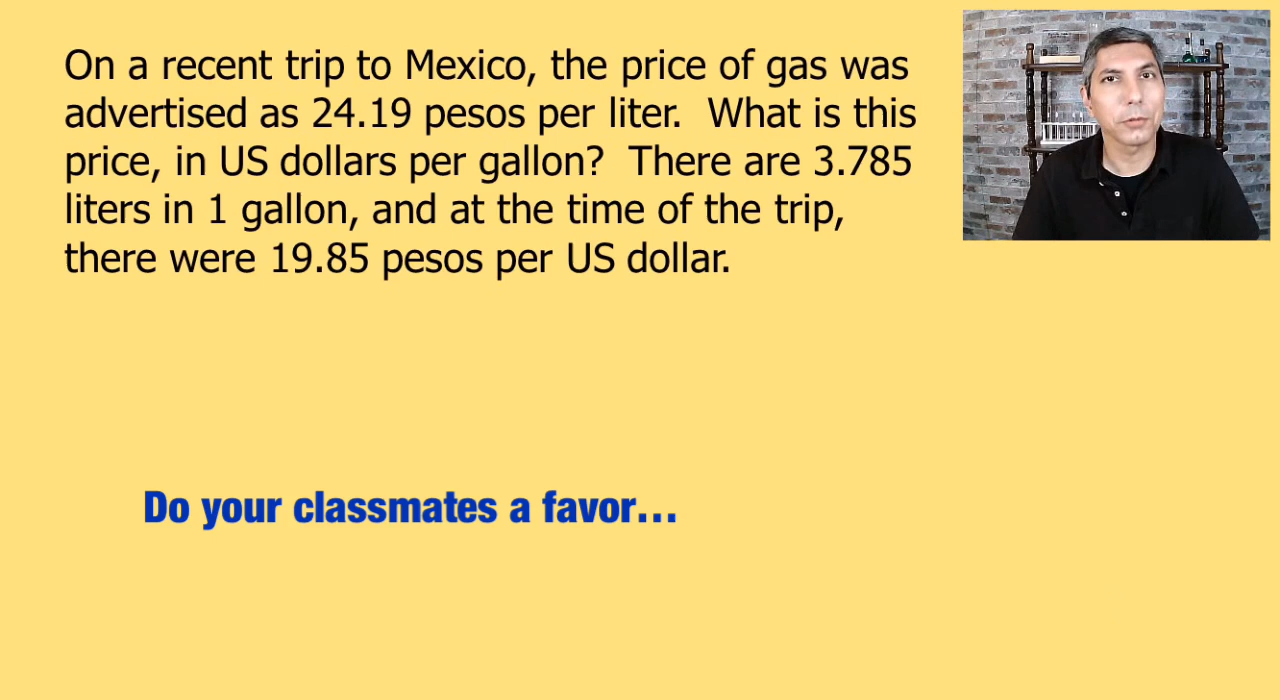 On a recent trip to Mexico, the price of gas was
advertised as 24.19 pesos per liter.  What is this
price, in US dollars per gallon?  There are 3.785
liters in 1 gallon, and at the time of the trip,
there were 19.85 pesos per US dollar.
Do your classmates a favor…